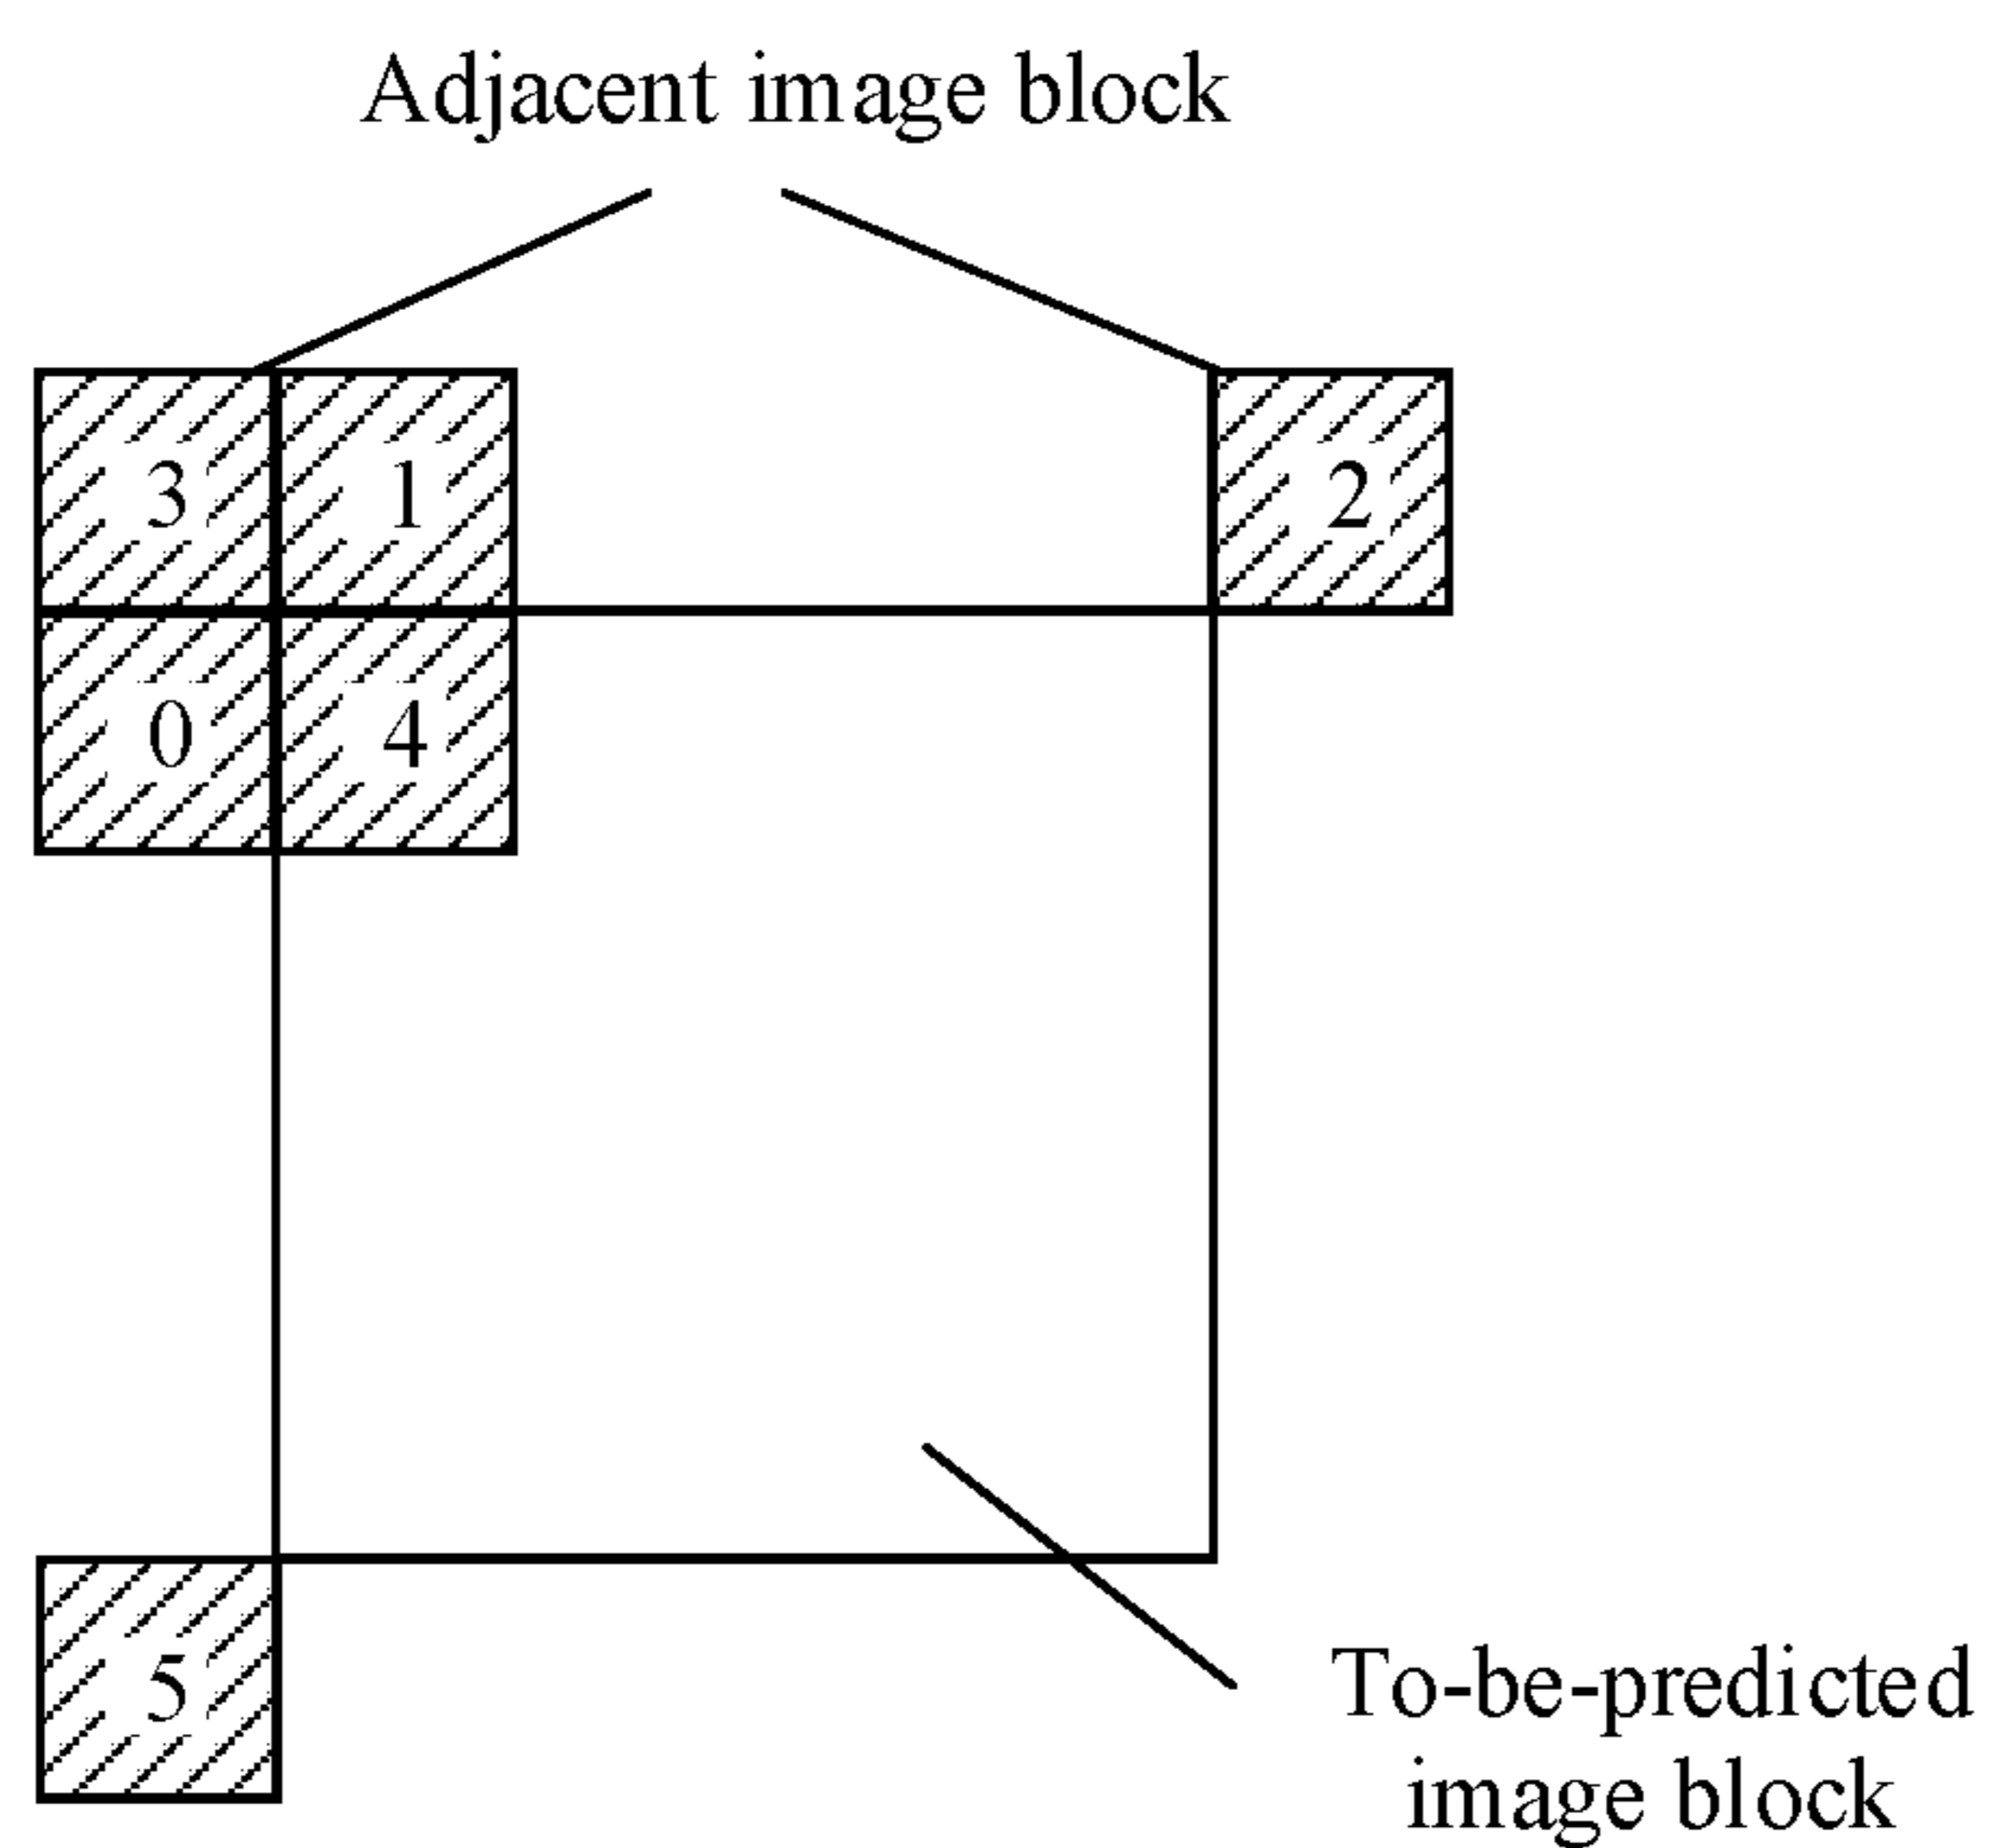 Adjacent image block
3 1 2
0 4
5
To-be-predicted
image block